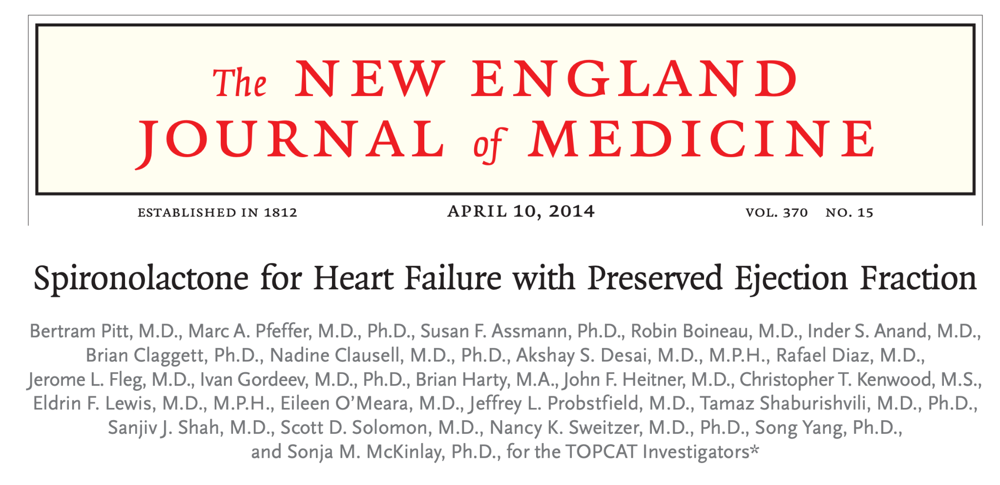 The NEW ENGLAND
JOURNAL of MEDICINE
ESTABLISHED IN 1812 APRIL 10, 2014 VOL. 370 NO. 15
Spironolactone for Heart Failure with Preserved Ejection Fraction
Bertram Pitt, M.D., Marc A. Pfeffer, M.D., Ph.D., Susan F. Assmann, Ph.D., Robin Boineau, M.D., Inder S. Anand, M.D.,
Brian Claggett, Ph.D., Nadine Clausell, M.D., Ph.D., Akshay S. Desai, M.D., M.P.H., Rafael Diaz, M.D.,
Jerome L. Fleg, M.D., Ivan Gordeev, M.D., Ph.D., Brian Harty, M.A., John F. Heitner, M.D., Christopher T. Kenwood, M.S.,
Eldrin F. Lewis, M.D., M.P.H., Eileen O’Meara, M.D., Jeffrey L. Probstfield, M.D., Tamaz Shaburishvili, M.D., Ph.D.,
Sanjiv J. Shah, M.D., Scott D. Solomon, M.D., Nancy K. Sweitzer, M.D., Ph.D., Song Yang, Ph.D.,
and Sonja M. McKinlay, Ph.D., for the TOPCAT Investigators*